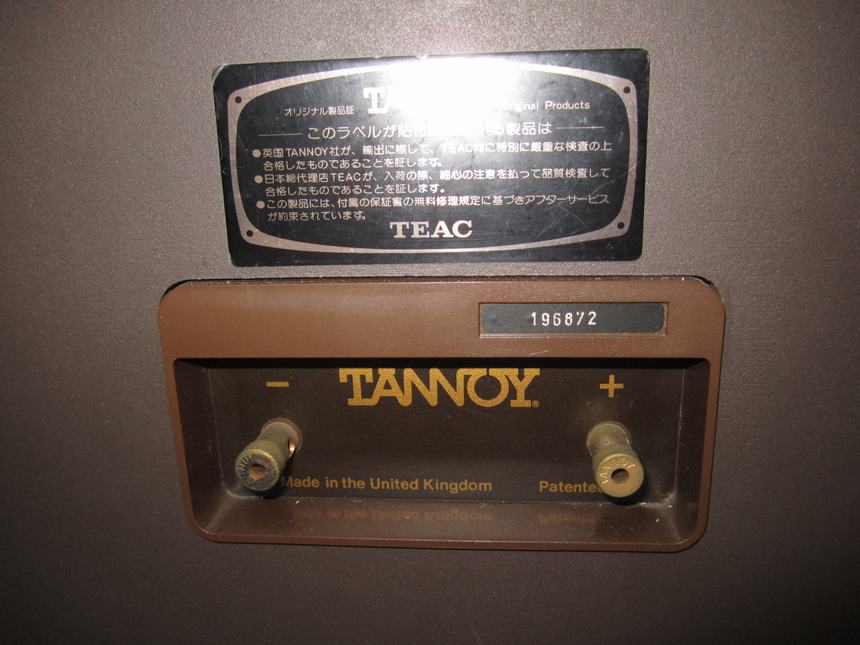 オリジナル製品証 Original Products
このラベルが 製品は
●英国TANNOY社が、輸出に際して、TEAC向に特別に厳重な検査の上
合格したものであることを証します。
●日本総代理店TEACが、入荷の際、細心の注意を払って品質検査して
合格したものであることを証します。
●この製品には、付属の保証書の無料修理規定に基づきアフターサービス
が約束されています。
TEAC
196872
− TANNOY® +
Made in the United Kingdom Patented